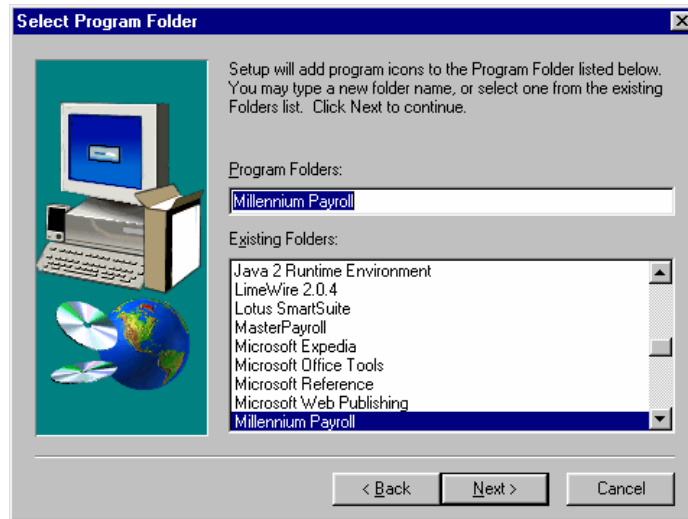 Select Program Folder
Setup will add program icons to the Program Folder listed below.
You may type a new folder name, or select one from the existing
Folders list. Click Next to continue.
Program Folders:
Millennium Payroll
Existing Folders:
Java 2 Runtime Environment
LimeWire 2.0.4
Lotus SmartSuite
MasterPayroll
Microsoft Expedia
Microsoft Office Tools
Microsoft Reference
Microsoft Web Publishing
Millennium Payroll
< Back
Next >
Cancel